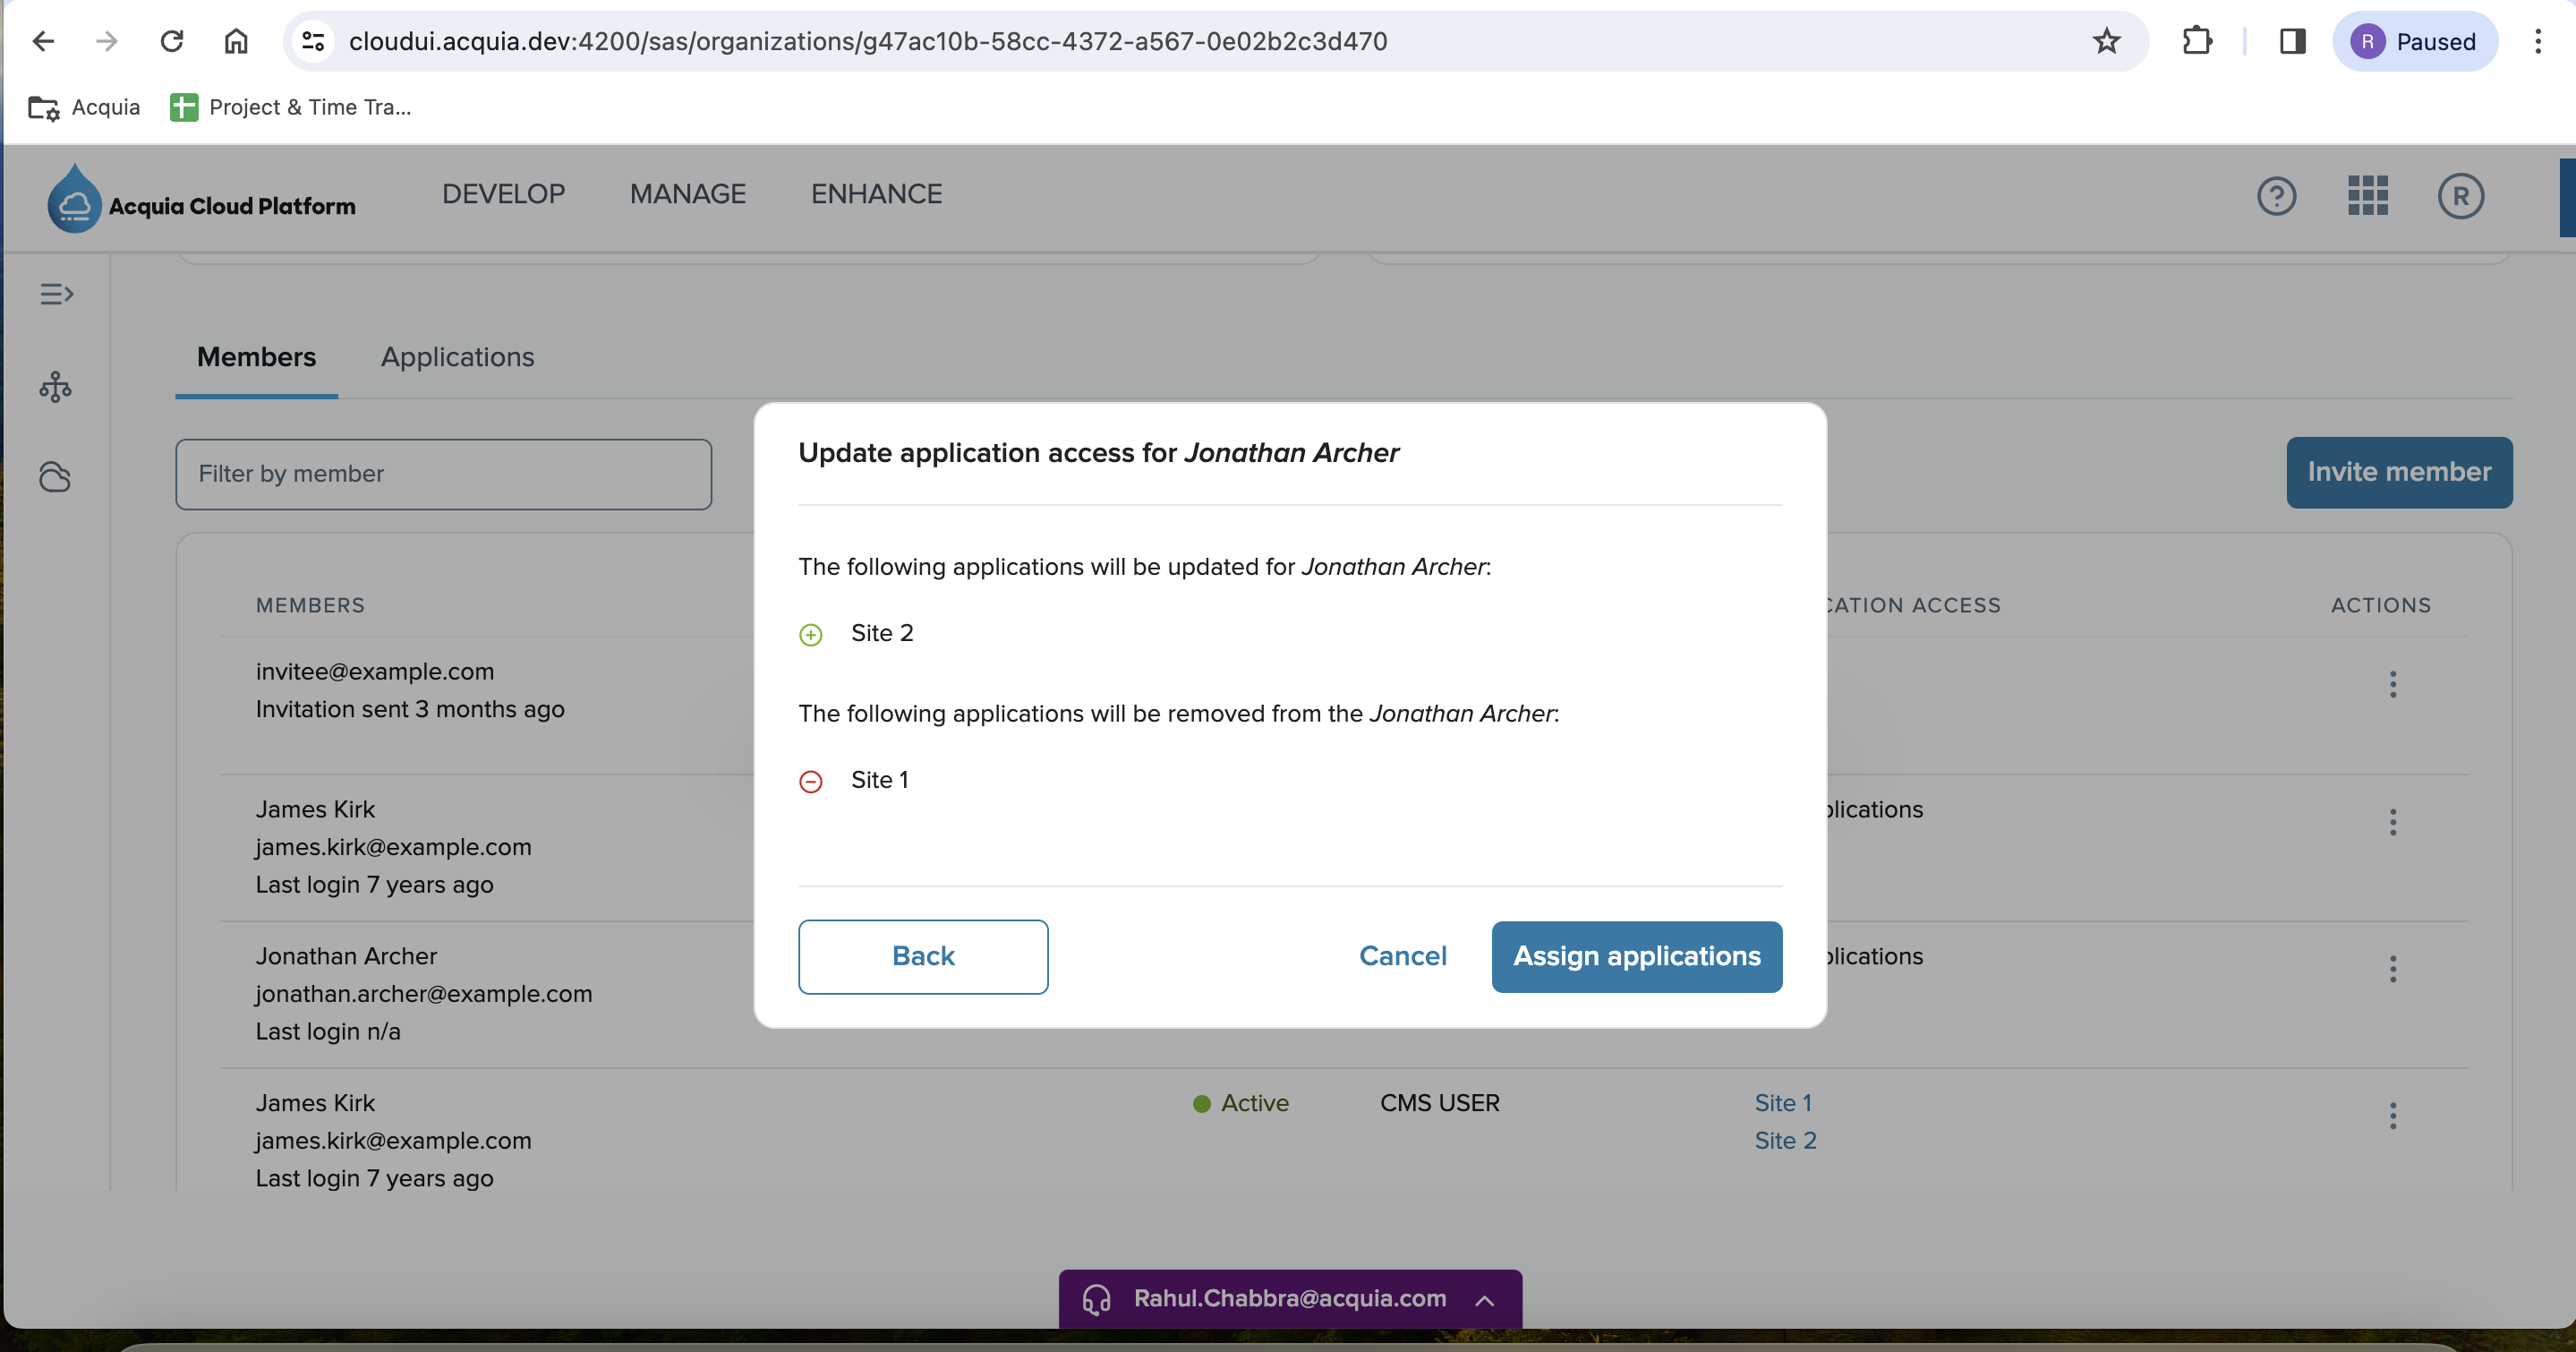 cloudui.acquia.dev:4200/sas/organizations/g47ac10b-58cc-4372-a567-0e02b2c3d470
R Paused
Acquia Project & Time Tra...
Acquia Cloud Platform DEVELOP MANAGE ENHANCE ? R
Members Applications
Filter by member
Invite member
Update application access for Jonathan Archer
The following applications will be updated for Jonathan Archer:
Site 2
The following applications will be removed from the Jonathan Archer:
Site 1
Back Cancel Assign applications
MEMBERS CATION ACCESS ACTIONS
invitee@example.com
Invitation sent 3 months ago
James Kirk plications
james.kirk@example.com
Last login 7 years ago
Jonathan Archer plications
jonathan.archer@example.com
Last login n/a
James Kirk Active CMS USER Site 1
james.kirk@example.com Site 2
Last login 7 years ago
Rahul.Chabbra@acquia.com